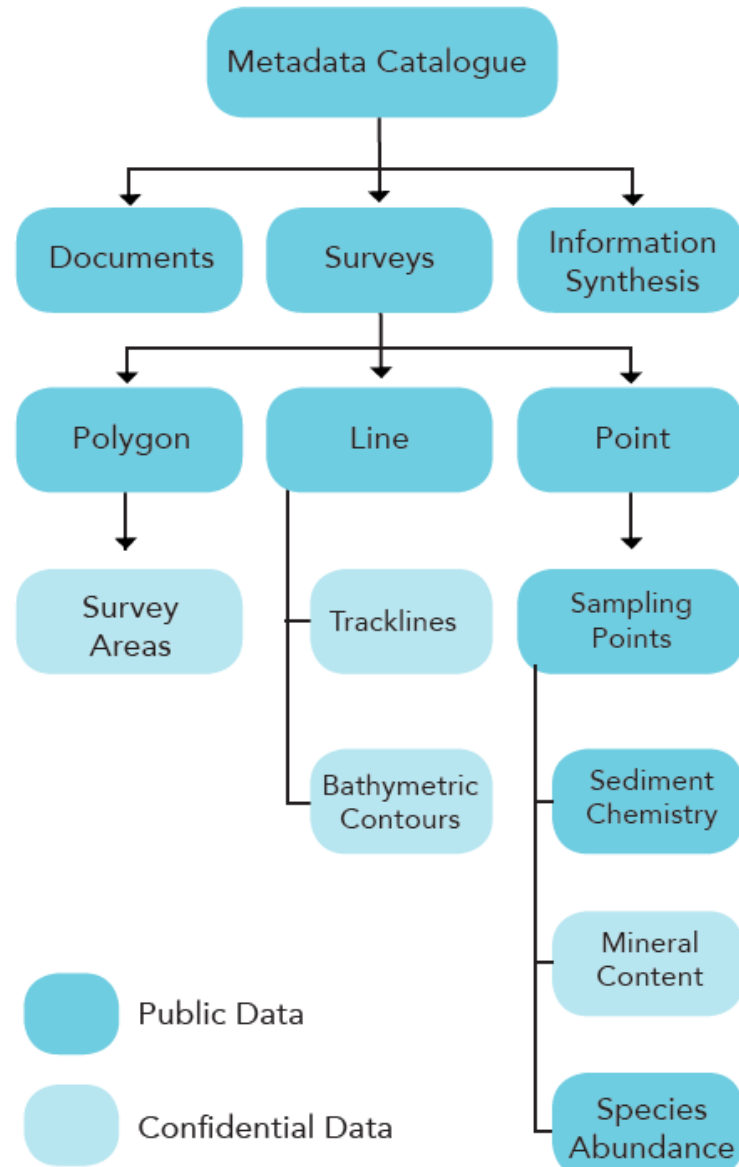 Metadata Catalogue
Documents
Surveys
Information
Synthesis
Polygon
Line
Point
Survey
Areas
Tracklines
Sampling
Points
Bathymetric
Contours
Sediment
Chemistry
Mineral
Content
Species
Abundance
Public Data
Confidential Data